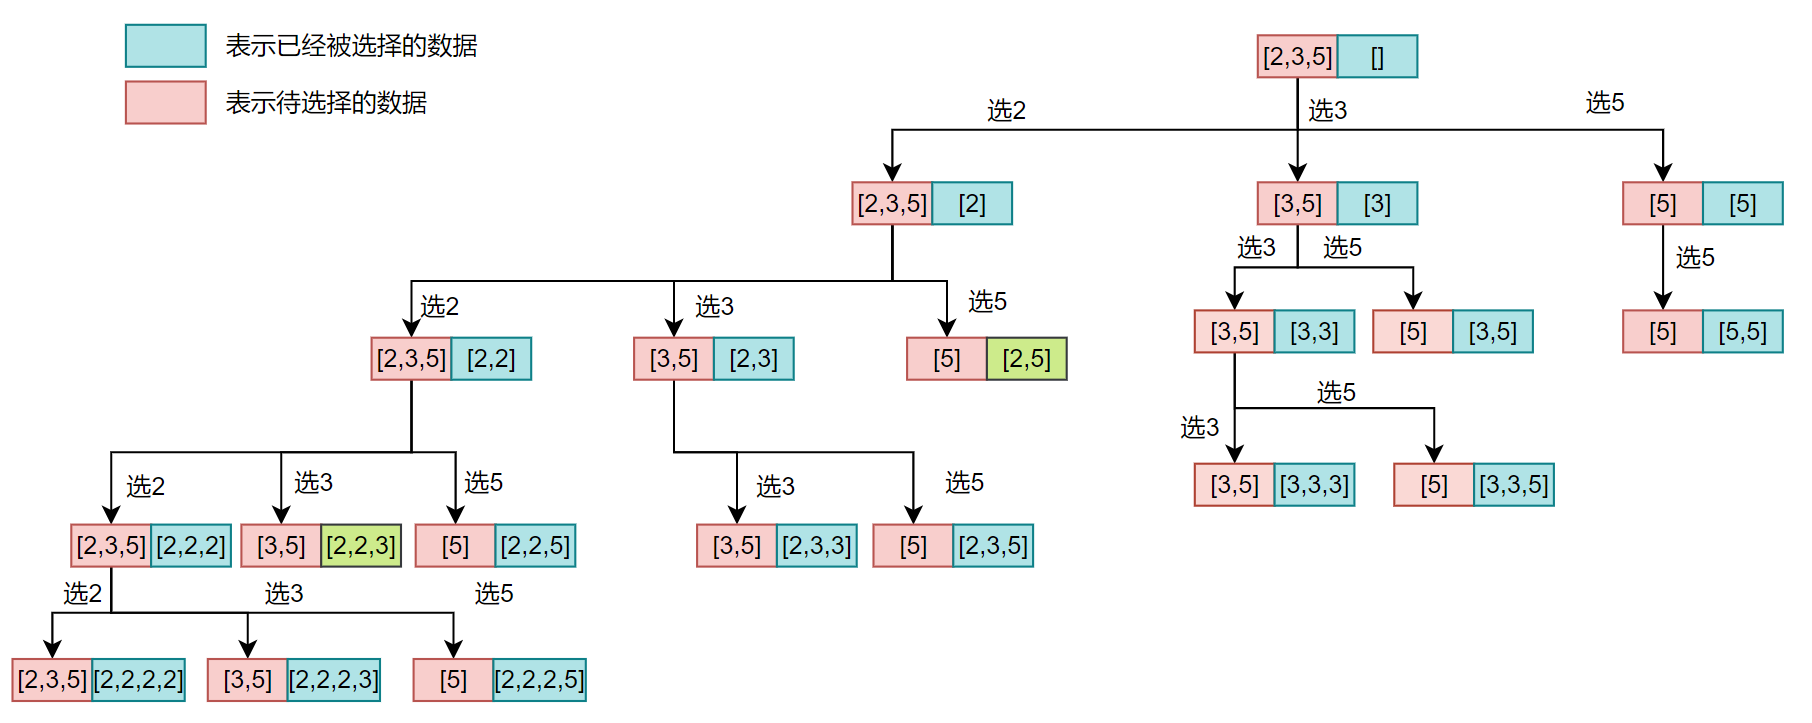 表示已经被选择的数据
表示待选择的数据
[2,3,5] []
选2 选3 选5
[2,3,5] [2] [3,5] [3] [5] [5]
选3 选5 选5
选2 选3 选5
[3,5] [3,3] [5] [3,5] [5] [5,5]
[2,3,5] [2,2] [3,5] [2,3] [5] [2,5]
选3 选5
[3,5] [3,3,3] [5] [3,3,5]
选2 选3 选5 选3 选5
[2,3,5] [2,2,2] [3,5] [2,2,3] [5] [2,2,5] [3,5] [2,3,3] [5] [2,3,5]
选2 选3 选5
[2,3,5] [2,2,2,2] [3,5] [2,2,2,3] [5] [2,2,2,5]